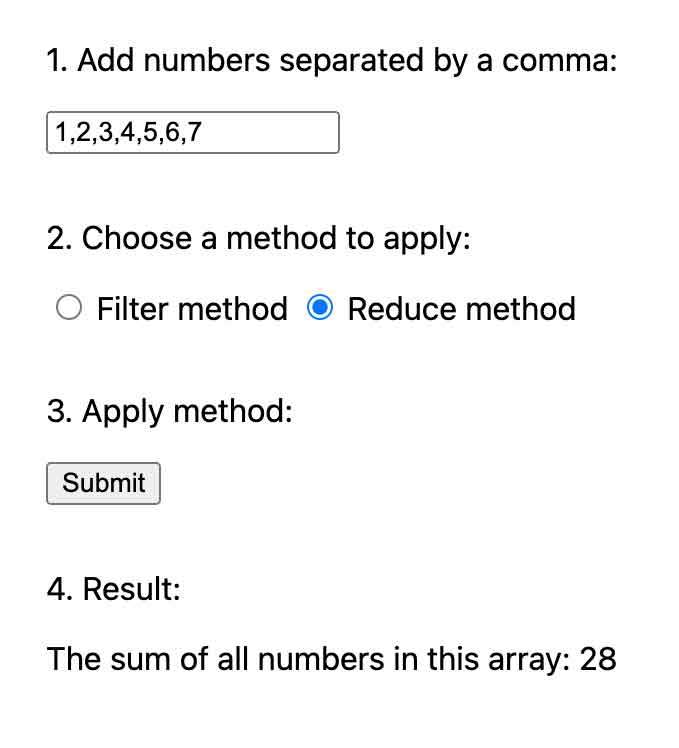 1. Add numbers separated by a comma:
1,2,3,4,5,6,7
2. Choose a method to apply:
Filter method Reduce method
3. Apply method:
Submit
4. Result:
The sum of all numbers in this array: 28